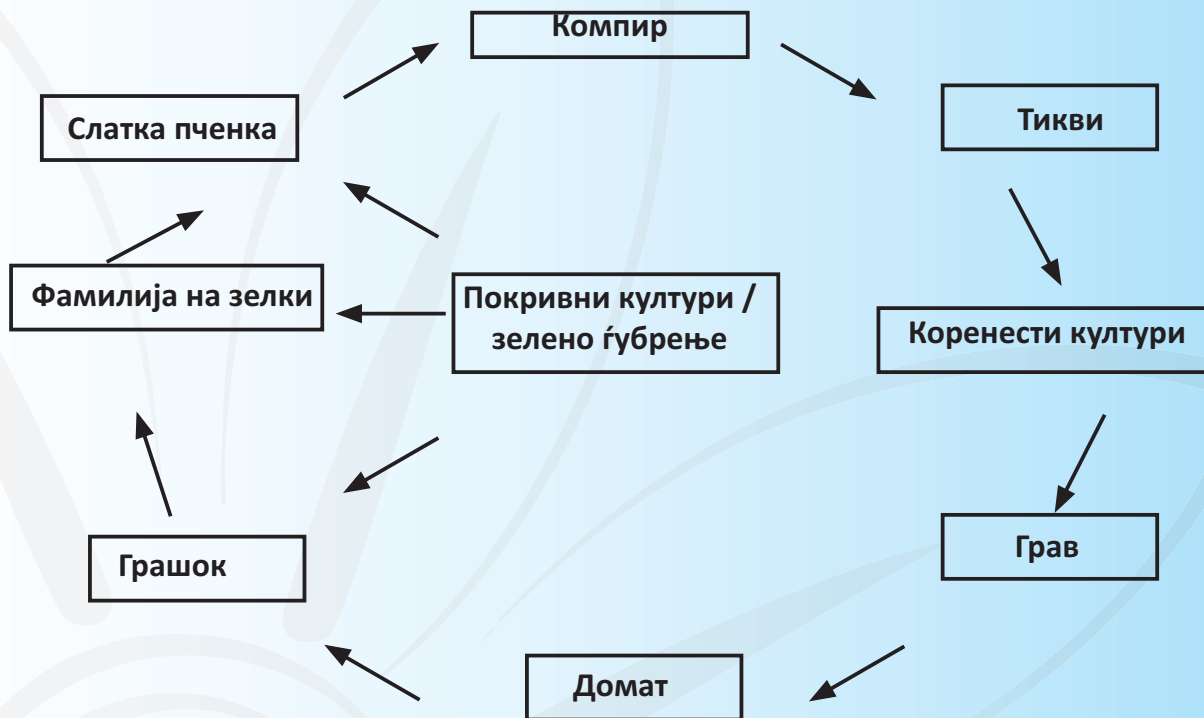 Компир
Слатка пченка
Тикви
Фамилија на зелки
Покривни култури /
зелено ѓубрење
Коренести култури
Грашок
Грав
Домат